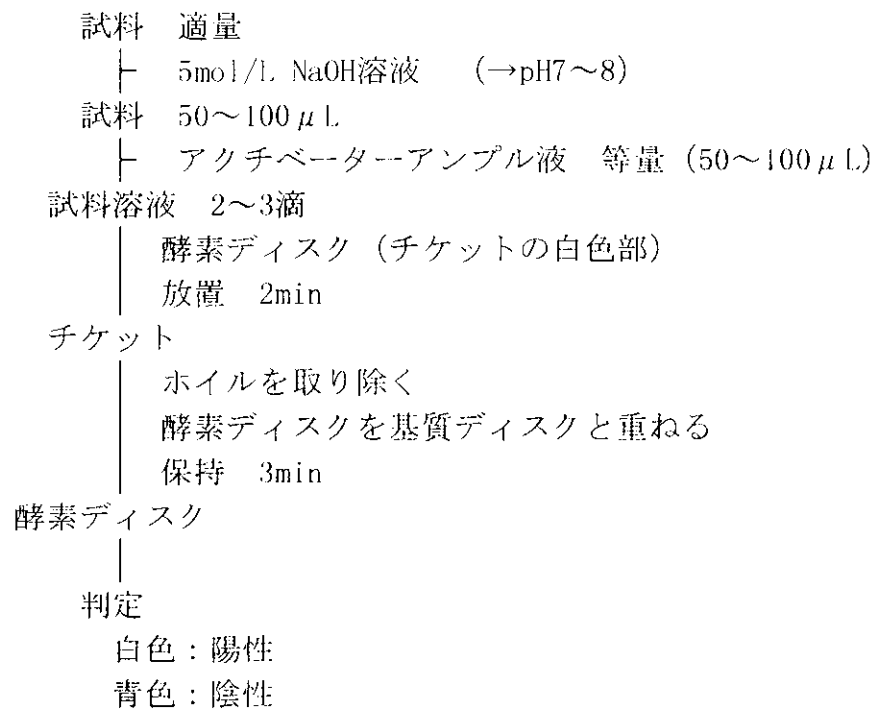 試料 適量
5mol/L NaOH溶液 (→pH7〜8)
試料 50〜100μL
アクチベーターアンプル液 等量 (50〜100μL)
試料溶液 2〜3滴
酵素ディスク (チケットの白色部)
放置 2min
チケット
ホイルを取り除く
酵素ディスクを基質ディスクと重ねる
保持 3min
酵素ディスク
判定
白色:陽性
青色:陰性